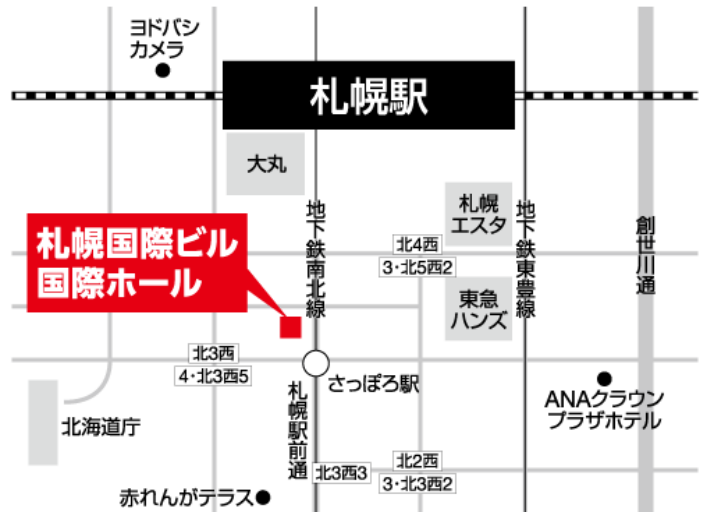 ヨドバシ
カメラ
札幌駅
大丸
札幌
エスタ
地下鉄南北線
地下鉄東豊線
創世川通
札幌国際ビル
国際ホール
北4西
3・北5西2
東急
ハンズ
北3西
4・北3西5
さっぽろ駅
ANAクラウン
プラザホテル
北海道庁
札幌駅前通
北3西3
北2西
3・北3西2
赤れんがテラス